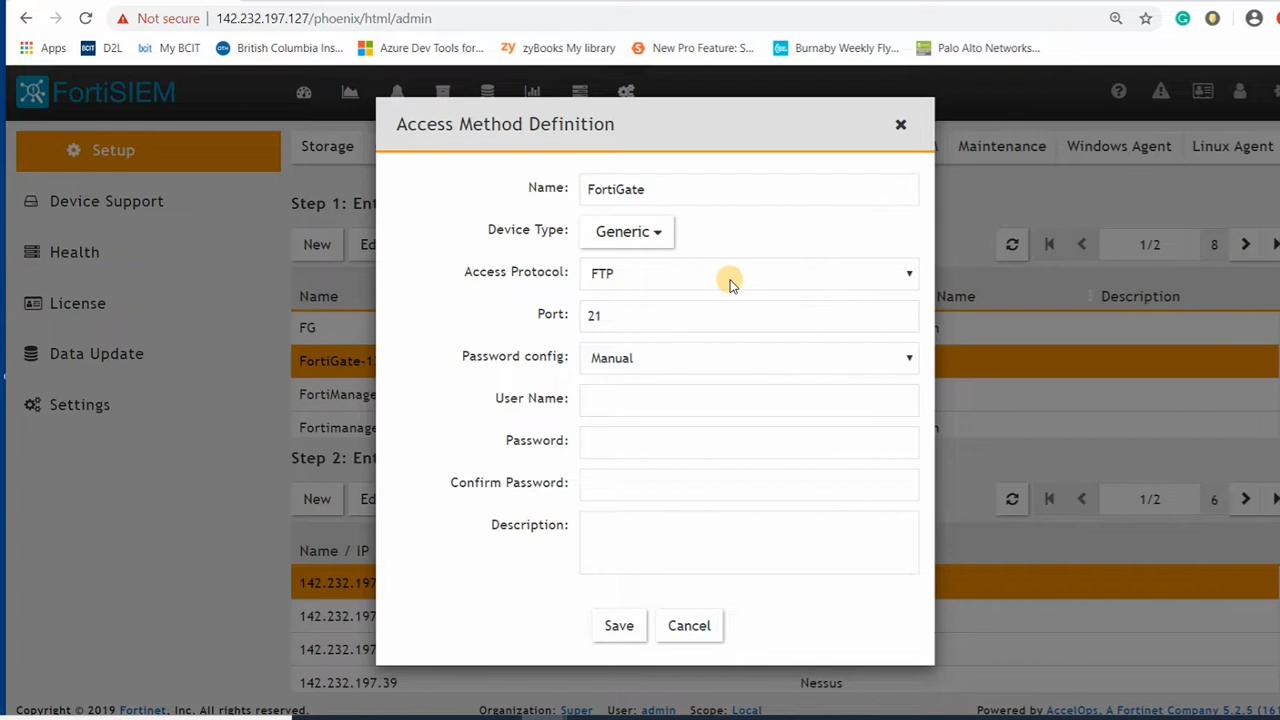 Not secure 142.232.197.127/phoenix/html/admin
Apps D2L My BCIT British Columbia Ins... Azure Dev Tools for... zyBooks My library New Pro Feature: S... Burnaby Weekly Fly... Palo Alto Networks...
FortiSIEM
Access Method Definition
Setup
Storage
Maintenance Windows Agent Linux Agent
Device Support
Health
License
Data Update
Settings
Step 1: Ent
New Ed
1/2 8
Name
Name Description
FG
FortiGate-1
FortiManage
Fortimanage
Step 2: Ent
New Ed
1/2 6
Name / IP
142.232.197
142.232.197
142.232.197
142.232.197.39 Nessus
Name: FortiGate
Device Type: Generic
Access Protocol: FTP
Port: 21
Password config: Manual
User Name:
Password:
Confirm Password:
Description:
Save Cancel
Copyright © 2019 Fortinet, Inc. All rights reserved. Organization: Super User: admin Scope: Local Powered by AccelOps, A Fortinet Company 5.2.5 (16